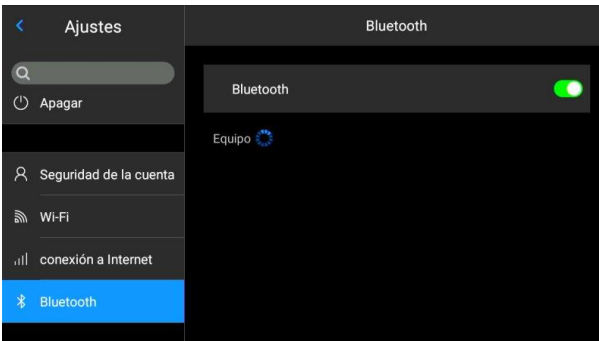 Ajustes
Apagar
Seguridad de la cuenta
Wi-Fi
conexión a Internet
Bluetooth
Bluetooth
Bluetooth
Equipo